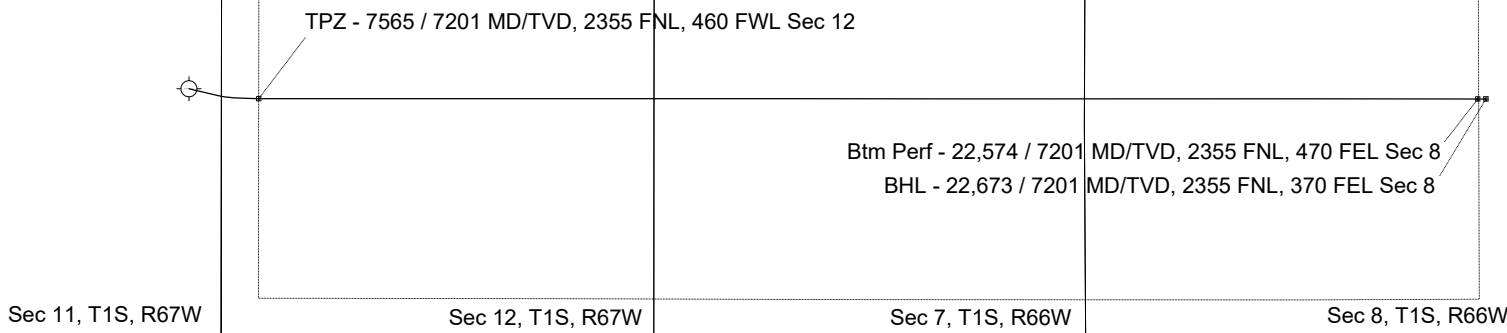 TPZ - 7565 / 7201 MD/TVD, 2355 FNL, 460 FWL Sec 12
Btm Perf - 22,574 / 7201 MD/TVD, 2355 FNL, 470 FEL Sec 8
BHL - 22,673 / 7201 MD/TVD, 2355 FNL, 370 FEL Sec 8
Sec 11, T1S, R67W
Sec 12, T1S, R67W
Sec 7, T1S, R66W
Sec 8, T1S, R66W